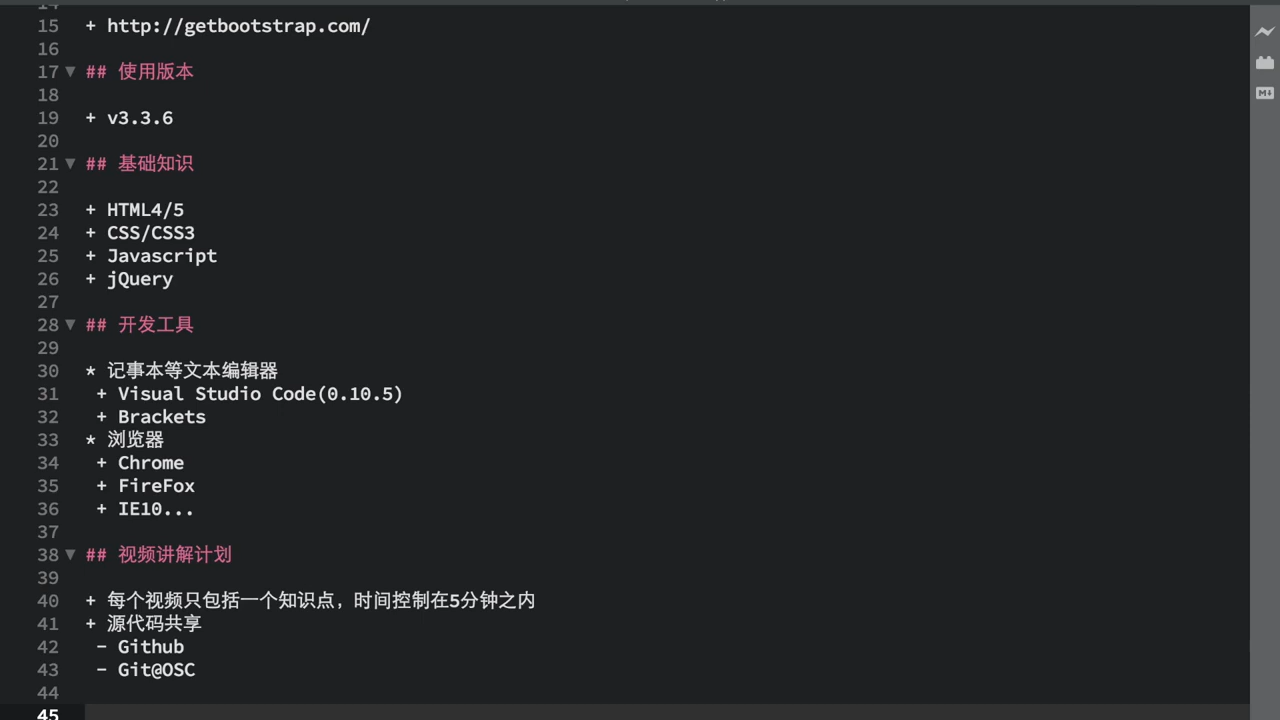 15 + http://getbootstrap.com/
16
17 ## 使用版本
18
19 + v3.3.6
20
21 ## 基础知识
22
23 + HTML4/5
24 + CSS/CSS3
25 + Javascript
26 + jQuery
27
28 ## 开发工具
29
30 * 记事本等文本编辑器
31 + Visual Studio Code(0.10.5)
32 + Brackets
33 * 浏览器
34 + Chrome
35 + FireFox
36 + IE10...
37
38 ## 视频讲解计划
39
40 + 每个视频只包括一个知识点，时间控制在5分钟之内
41 + 源代码共享
42 - Github
43 - Git@OSC
44
45